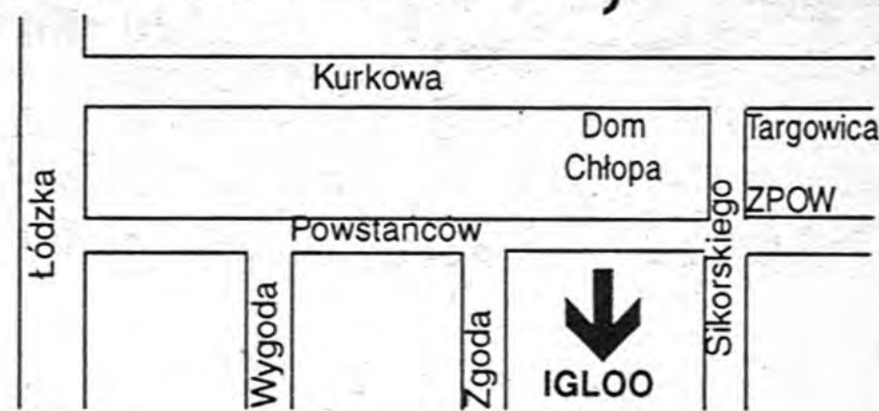 Kurkowa
Dom
Chłopa
Targowica
ZPOW
Łódzka
Powstańców
Sikorskiego
Wygoda
Zgoda
IGLOO